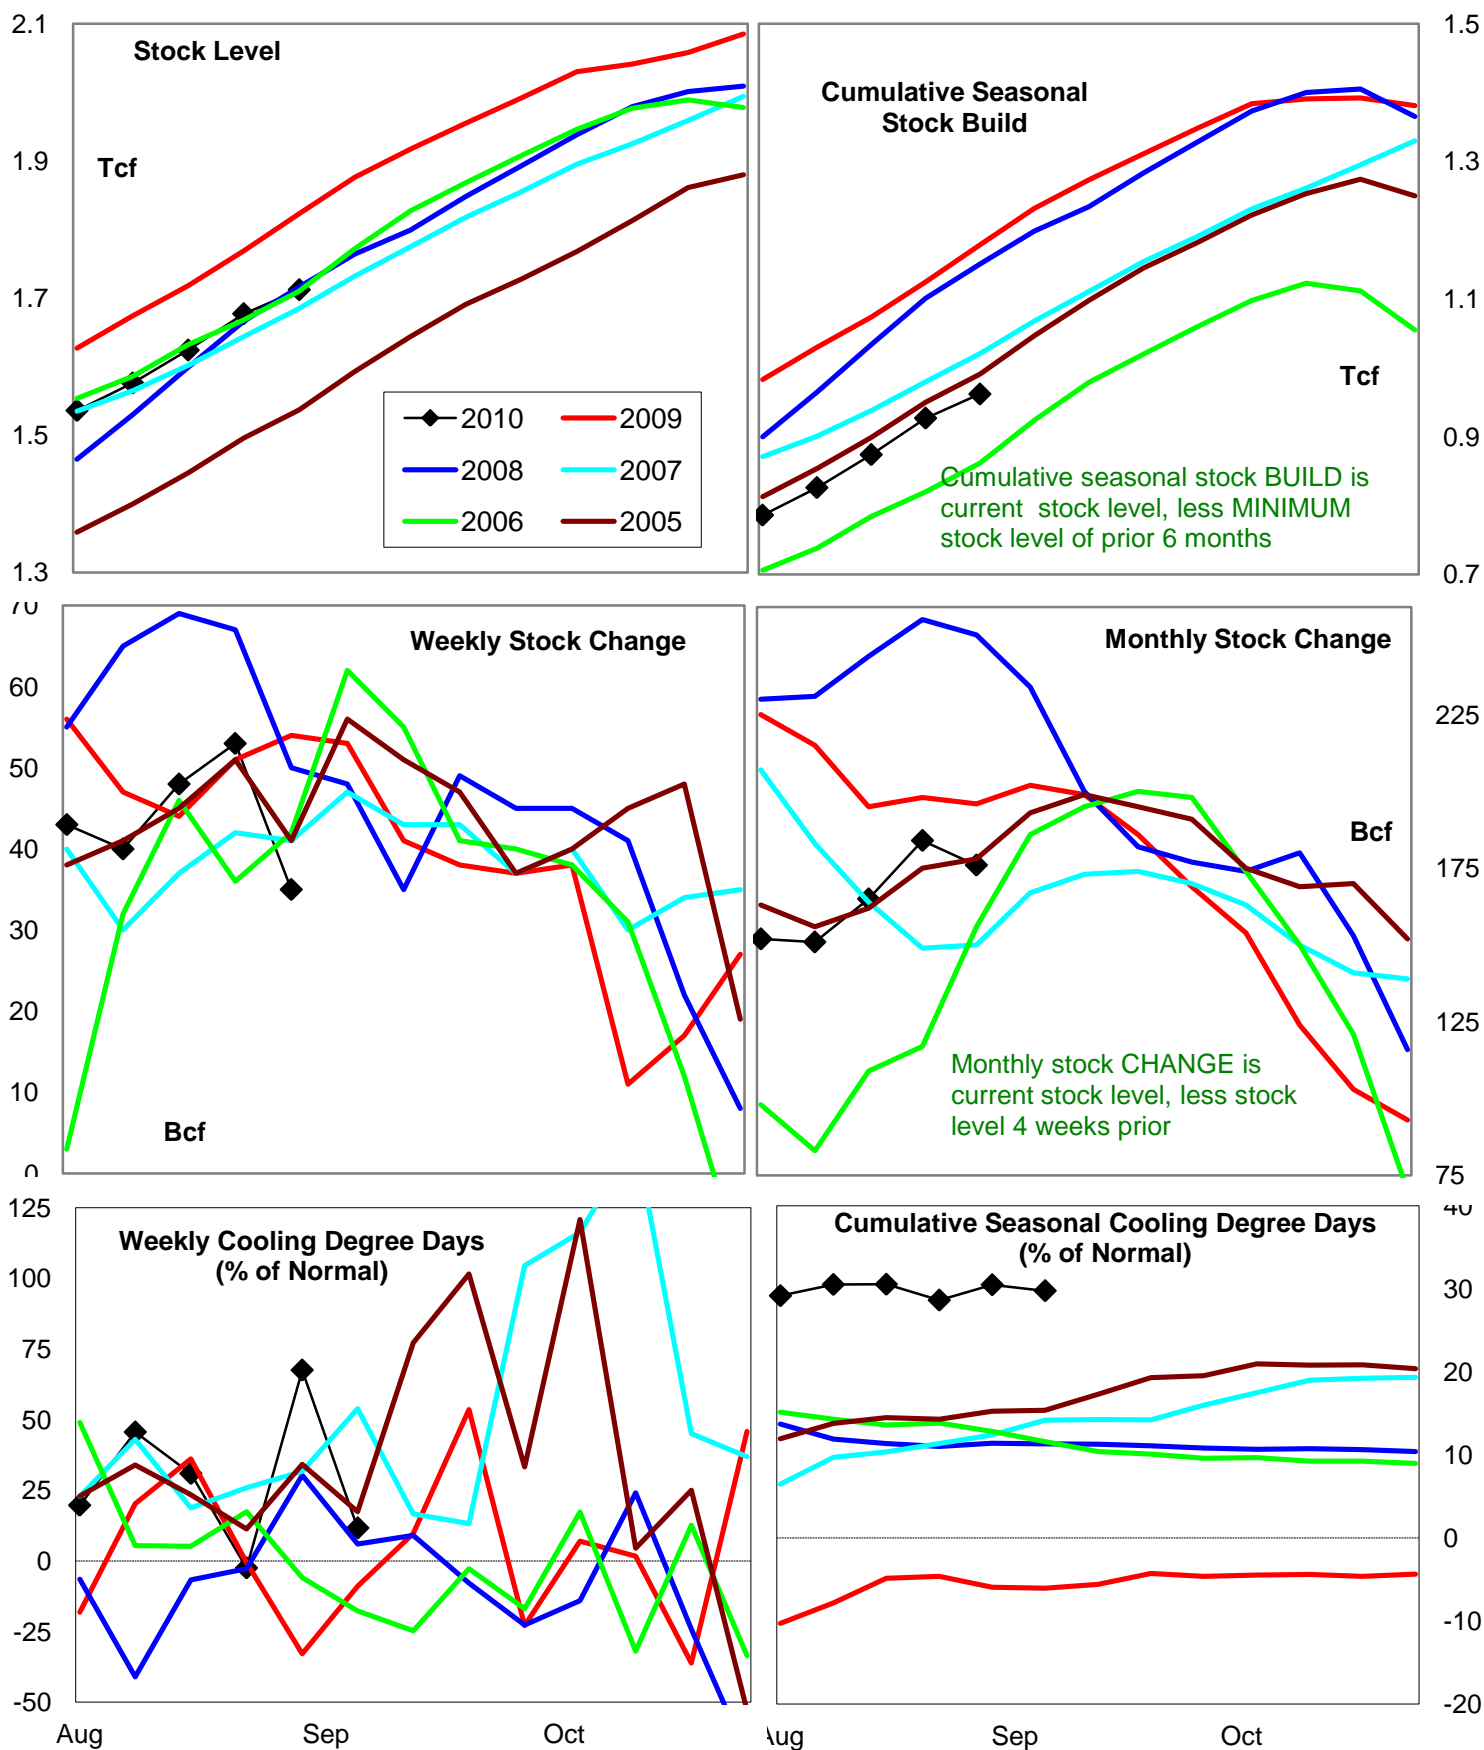 2.1
Stock Level
Tcf
1.9
1.7
1.5
1.3
2010
2009
2008
2007
2006
2005
1.5
Cumulative Seasonal
Stock Build
1.3
1.1
Tcf
0.9
Cumulative seasonal stock BUILD is
current stock level, less MINIMUM
stock level of prior 6 months
0.7
70
Weekly Stock Change
60
50
40
30
20
10
Bcf
0
Monthly Stock Change
225
Bcf
175
125
Monthly stock CHANGE is
current stock level, less stock
level 4 weeks prior
75
125
Weekly Cooling Degree Days
(% of Normal)
100
75
50
25
0
-25
-50
Aug
Sep
Oct
40
Cumulative Seasonal Cooling Degree Days
(% of Normal)
30
20
10
0
-10
-20
Aug
Sep
Oct